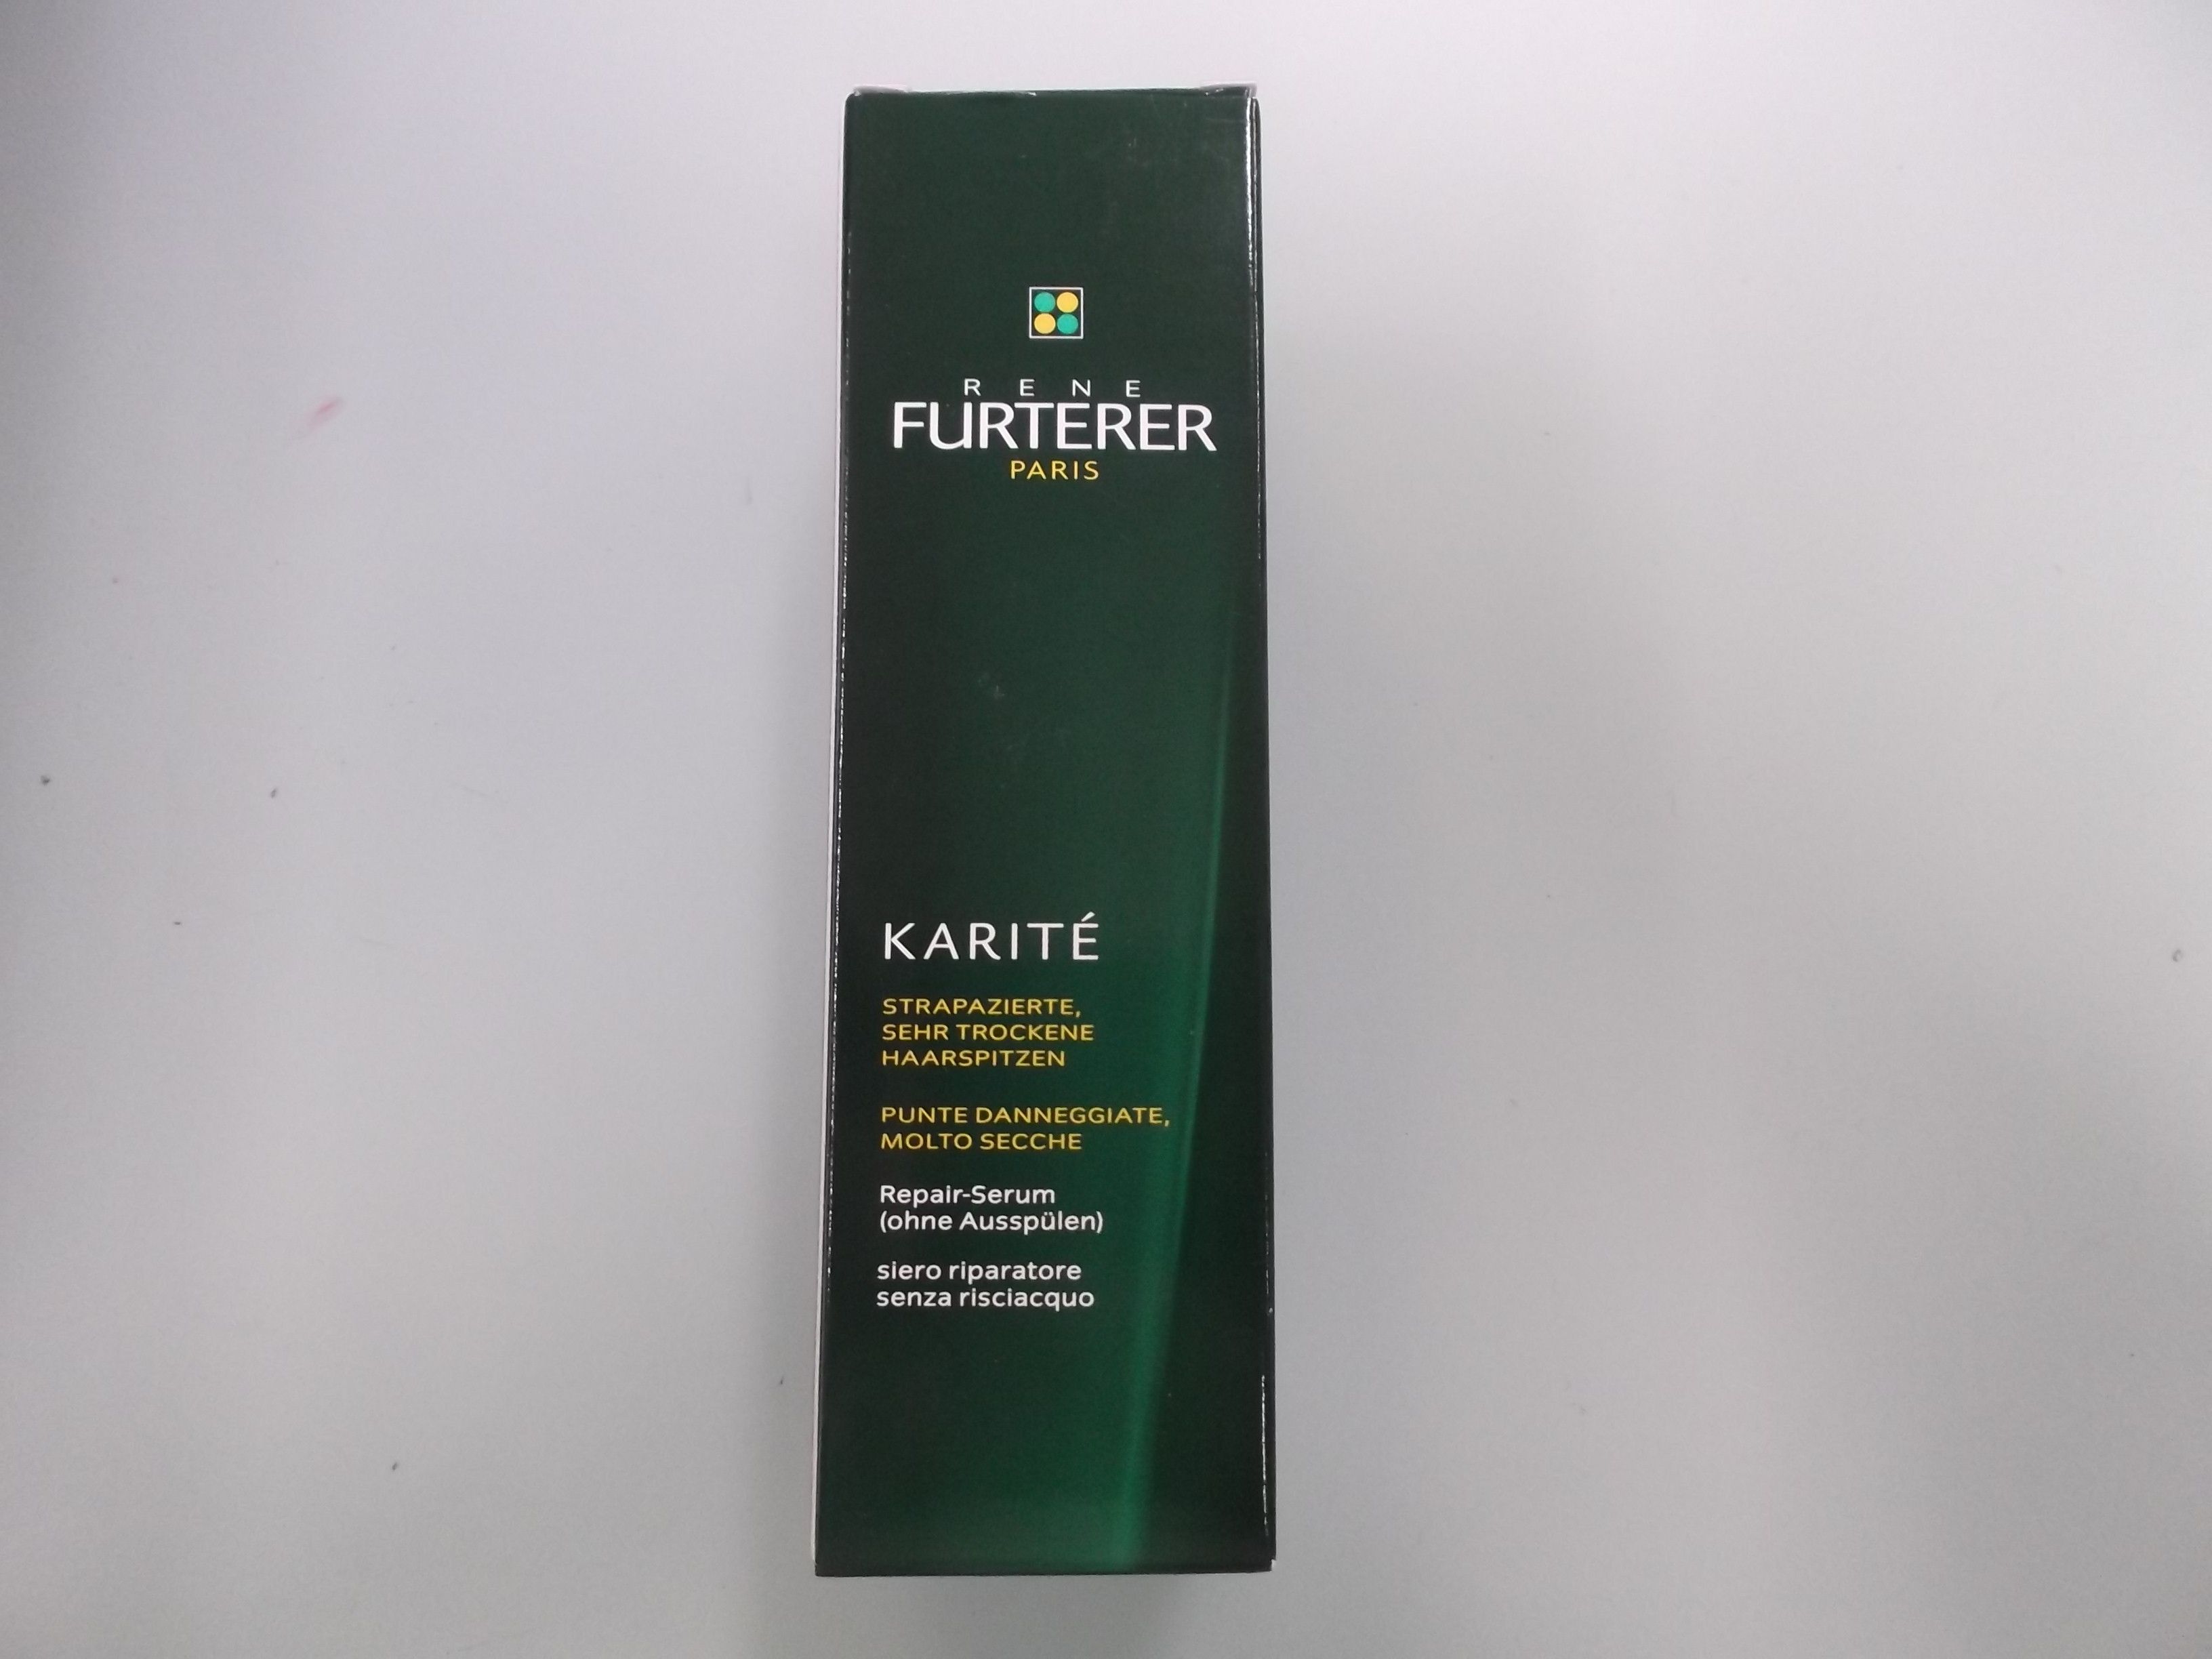 RENE
FURTERER
PARIS
KARITÉ
STRAPAZIERTE,
SEHR TROCKENE
HAARSPITZEN
PUNTE DANNEGGIATE,
MOLTO SECCHE
Repair-Serum
(ohne Ausspülen)
siero riparatore
senza risciacquo